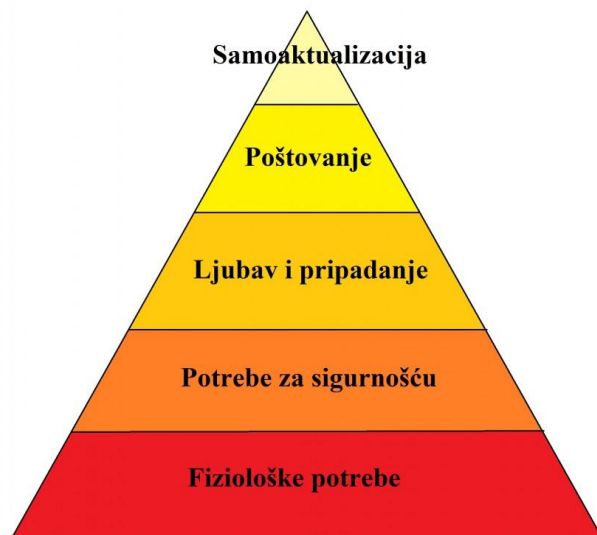 Samoaktualizacija
Poštovanje
Ljubav i pripadanje
Potrebe za sigurnošću
Fiziološke potrebe